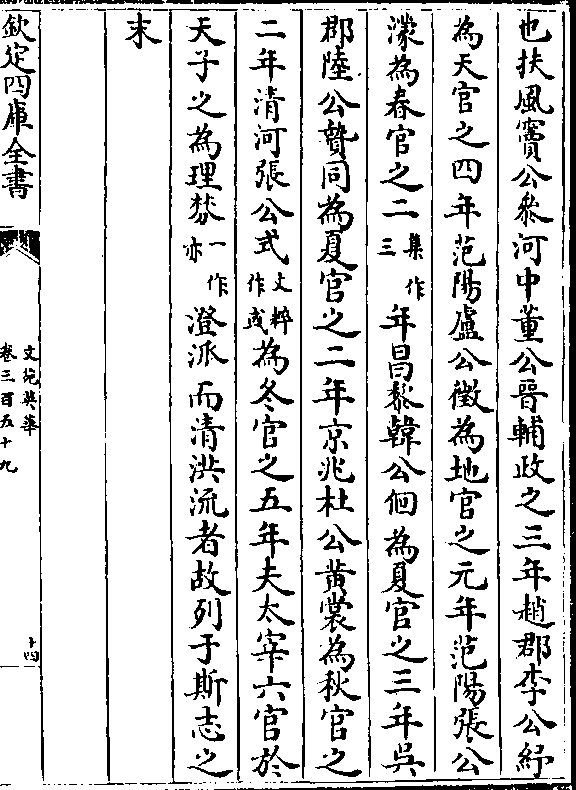 也扶風竇公叅河中董公晉輔政之三年趙郡李公紓
為天官之四年范陽盧公徵為地官之元年范陽張公
濛為春官之二集作三年昌黎韓公佪為夏官之三年吳
郡陸公贄同為夏官之二年京兆杜公黃裳為秋官之
二年清河張公式文粹作或為冬官之五年夫太宰六官於
天子之為理棼一作亦澄派而清洪流者故列于斯志之
末
欽定四庫全書
文苑英華
卷三百五十九
十四